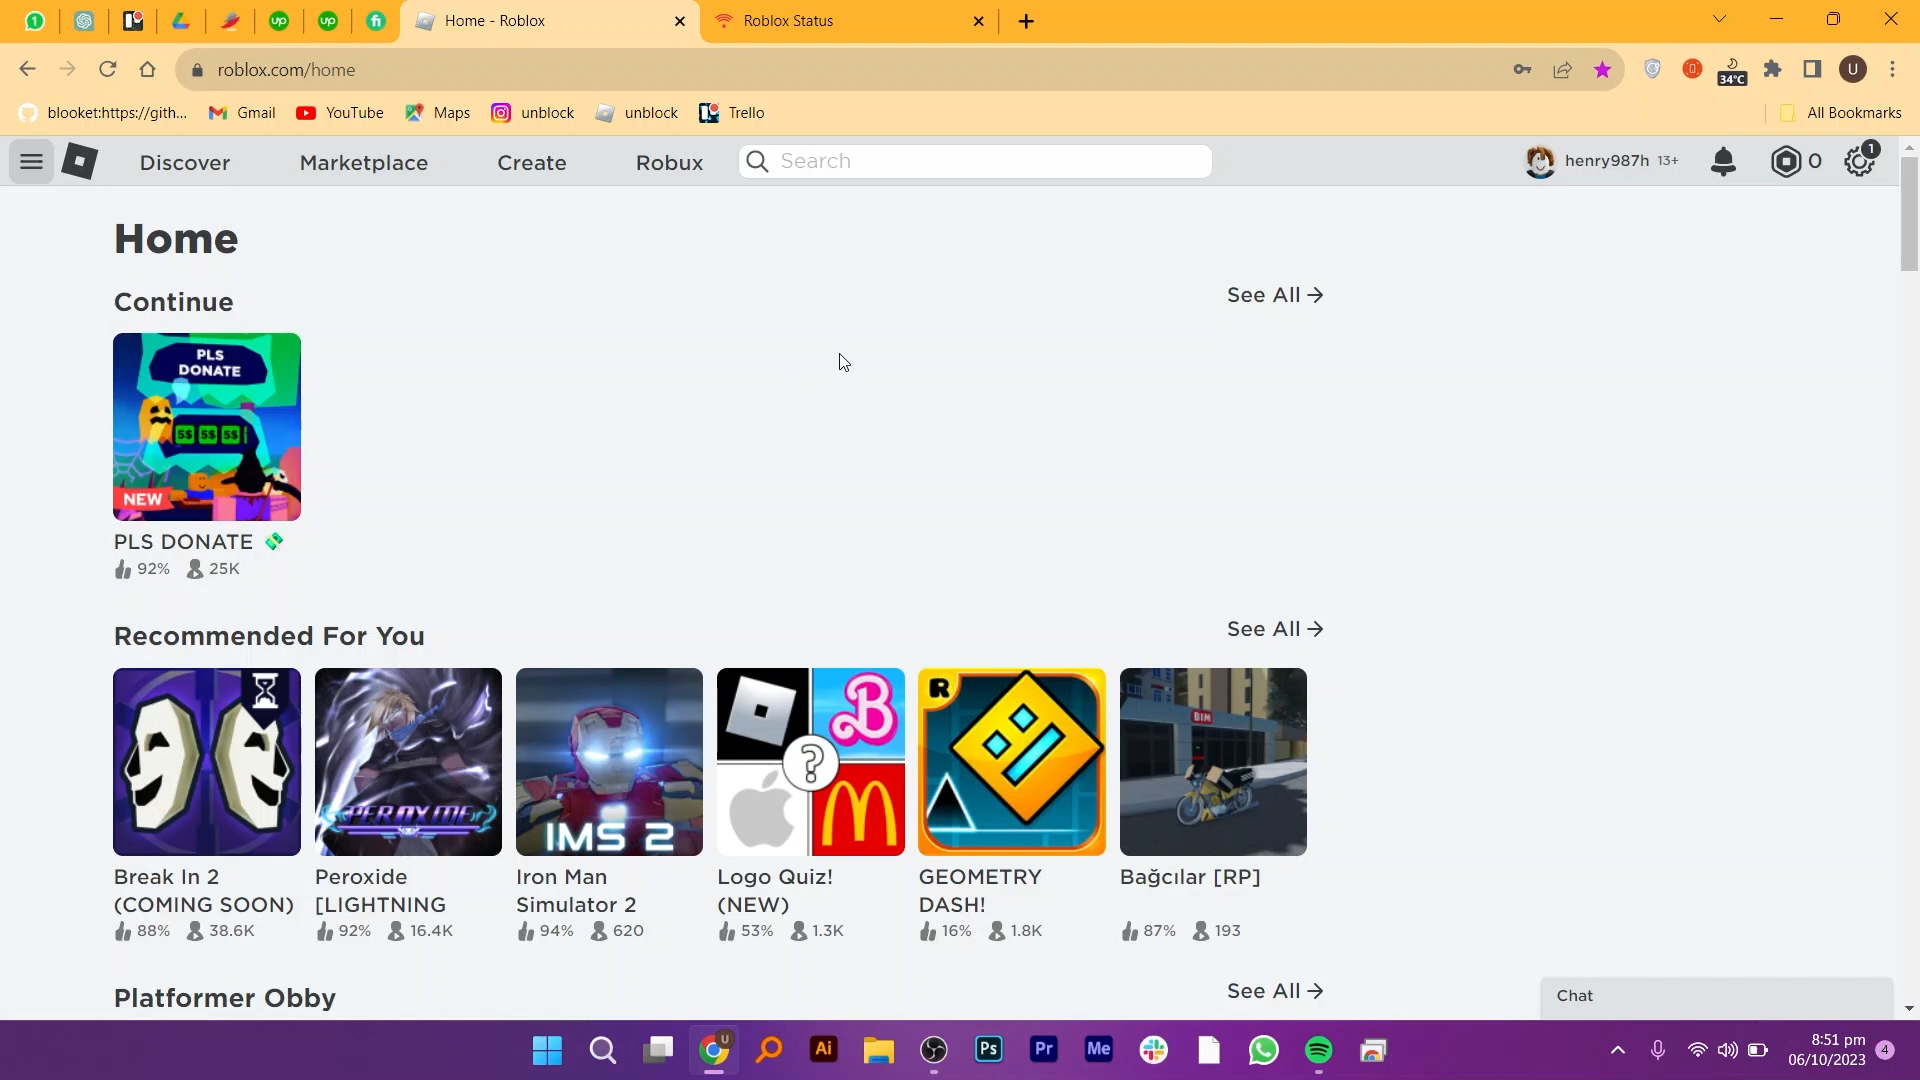 Home - Roblox
Roblox Status
roblox.com/home
34°C
U
blooket:https://gith...
Gmail
YouTube
Maps
unblock
unblock
Trello
All Bookmarks
Discover
Marketplace
Create
Robux
Search
henry987h 13+
0
1
Home
Continue
See All →
PLS DONATE
5$ 5$ 5$
NEW
PLS DONATE 💸
92% 25K
Recommended For You
See All →
PEROXIDE
IMS 2
B
?
R
BIM
Break In 2 (COMING SOON)
88% 38.6K
Peroxide [LIGHTNING
92% 16.4K
Iron Man Simulator 2
94% 620
Logo Quiz! (NEW)
53% 1.3K
GEOMETRY DASH!
16% 1.8K
Bağcılar [RP]
87% 193
Platformer Obby
See All →
Chat
U
Ai
Ps
Pr
Me
8:51 pm
06/10/2023
4